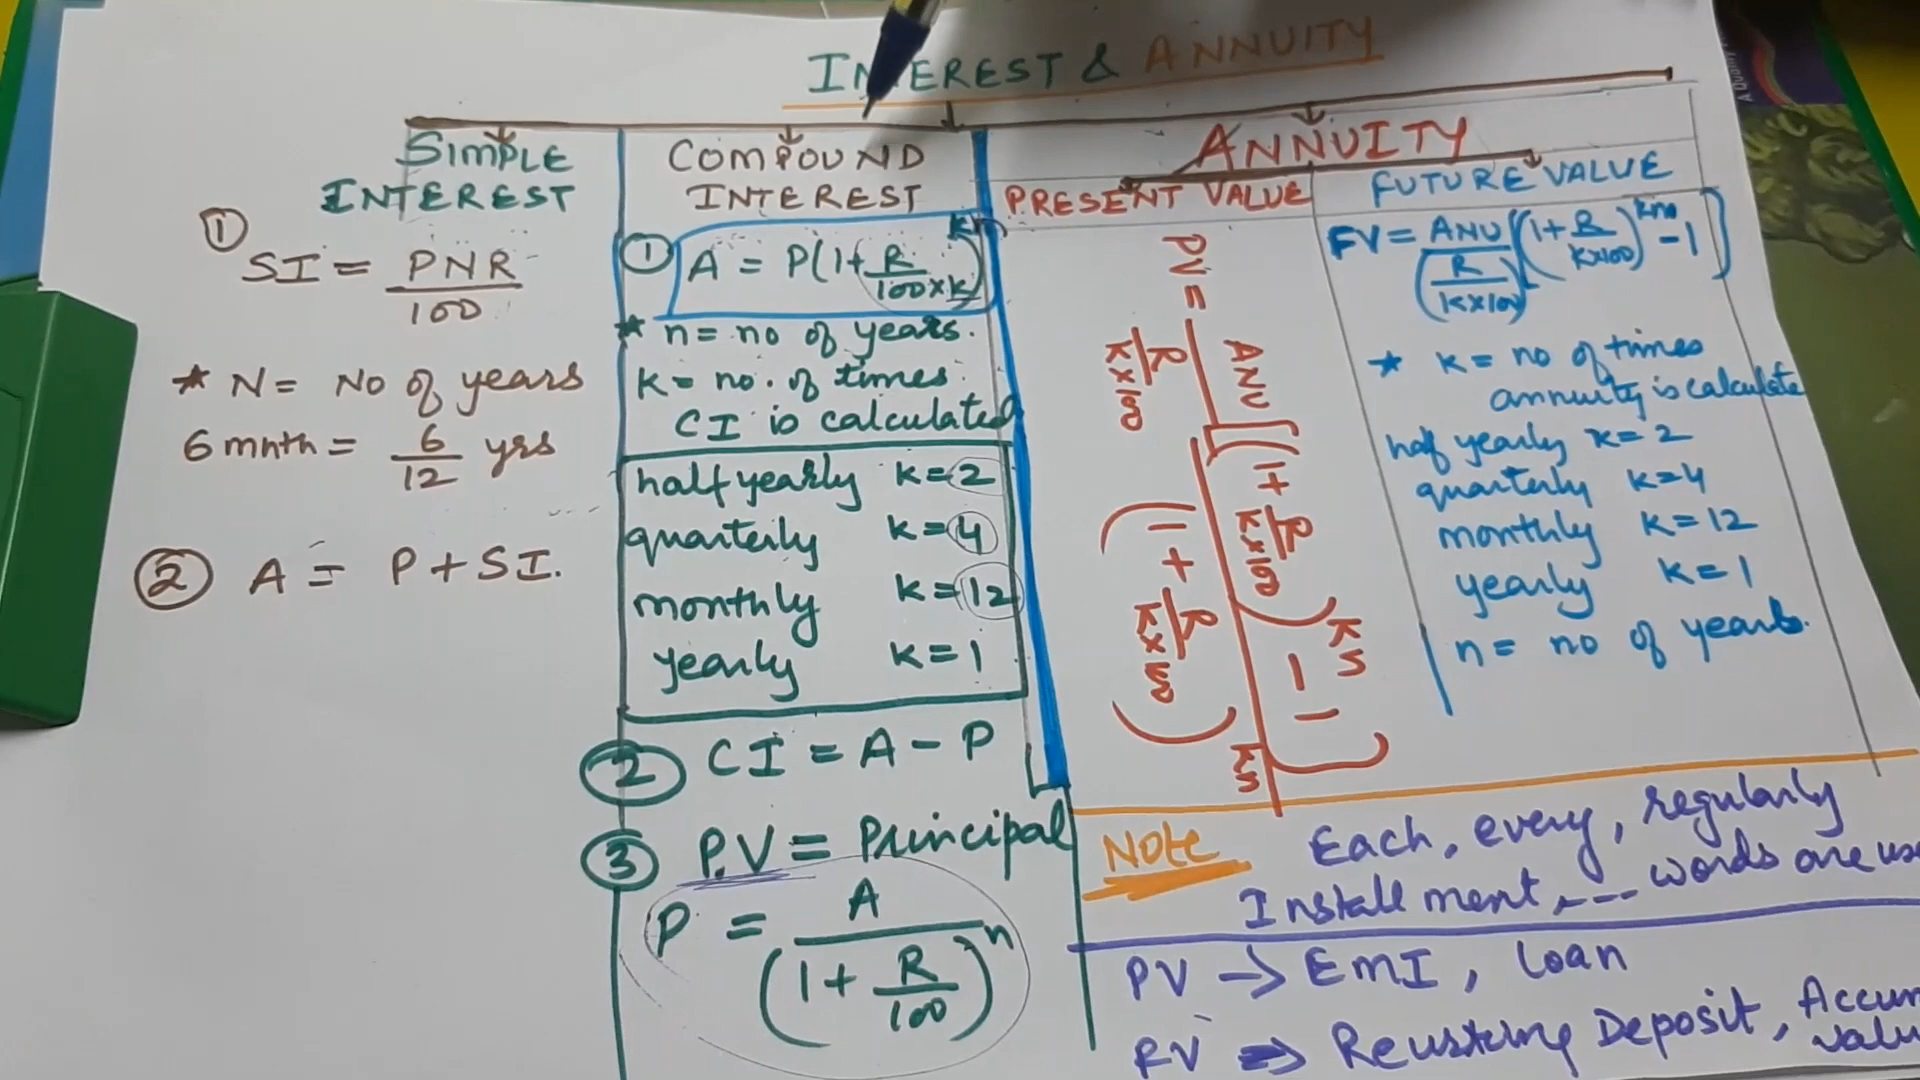 INTEREST & ANNUITY
SIMPLE
INTEREST
① SI = PNR/100
* N = No of years
6 mnth = 6/12 yrs
② A = P + SI.
COMPOUND
INTEREST
① A = P(1+R/100×k)^kn
* n = no of years.
k = no. of times
CI is calculated
half yearly k=2
quarterly k=4
monthly k=12
yearly k=1
② CI = A - P
③ P.V = Principal
P = A/(1+R/100)^n
ANNUITY
PRESENT VALUE
PV = ANU[(1+R/k×100)^kn - 1] / R/k×100 (1+R/k×100)^kn
FUTURE VALUE
FV = ANU/(R/k×100) [(1+R/k×100)^kn - 1]
* k = no of times
annuity is calculate
half yearly k=2
quarterly k=4
monthly k=12
yearly k=1
n = no of years.
NOTE Each, every, regularly
Installment, --- words are us
PV → EMI, loan
FV ⇒ Deposit, Accum
valu